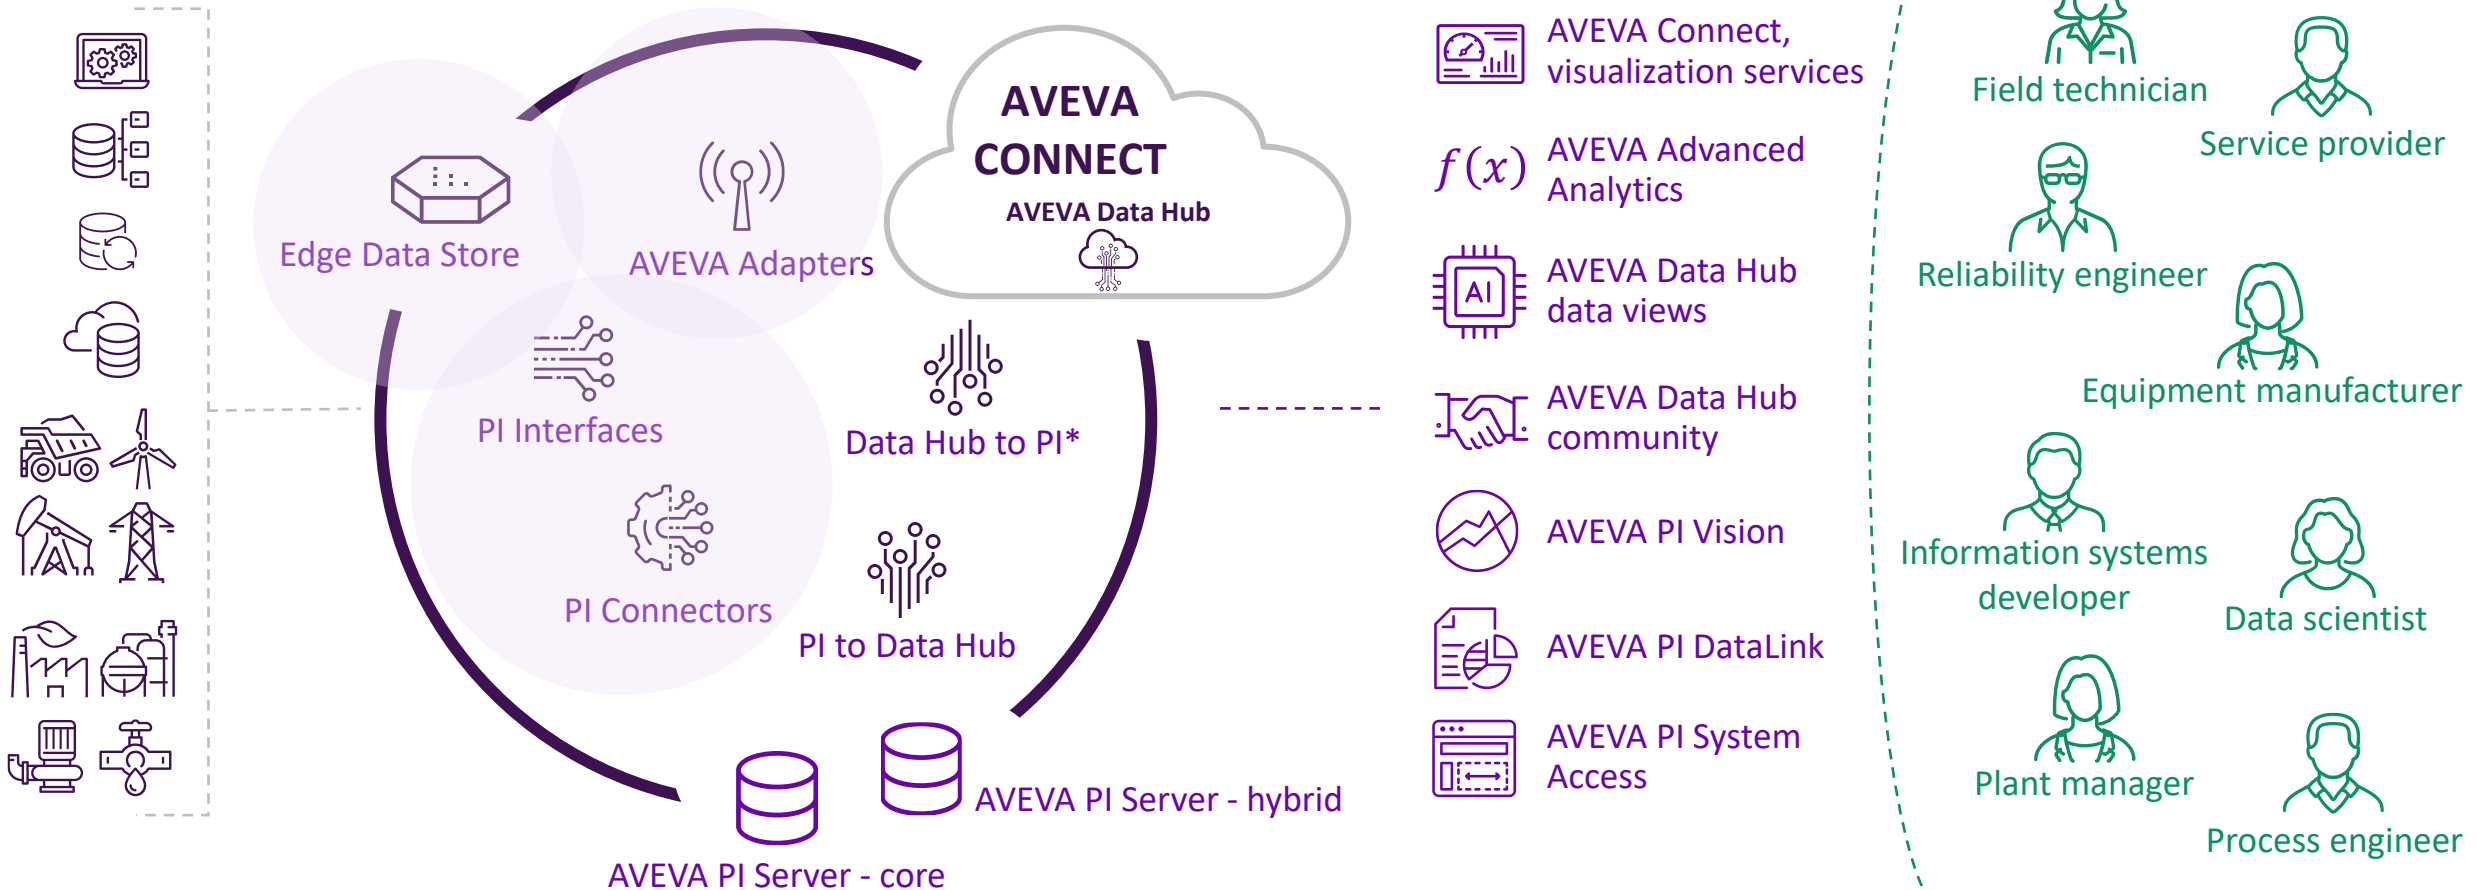 AVEVA
CONNECT
AVEVA Data Hub
Edge Data Store
AVEVA Adapters
PI Interfaces
Data Hub to PI*
PI Connectors
PI to Data Hub
AVEVA PI Server - hybrid
AVEVA PI Server - core
AVEVA Connect,
visualization services
f(x)
AVEVA Advanced
Analytics
AI
AVEVA Data Hub
data views
AVEVA Data Hub
community
AVEVA PI Vision
AVEVA PI DataLink
AVEVA PI System
Access
Field technician
Service provider
Reliability engineer
Equipment manufacturer
Information systems
developer
Data scientist
Plant manager
Process engineer